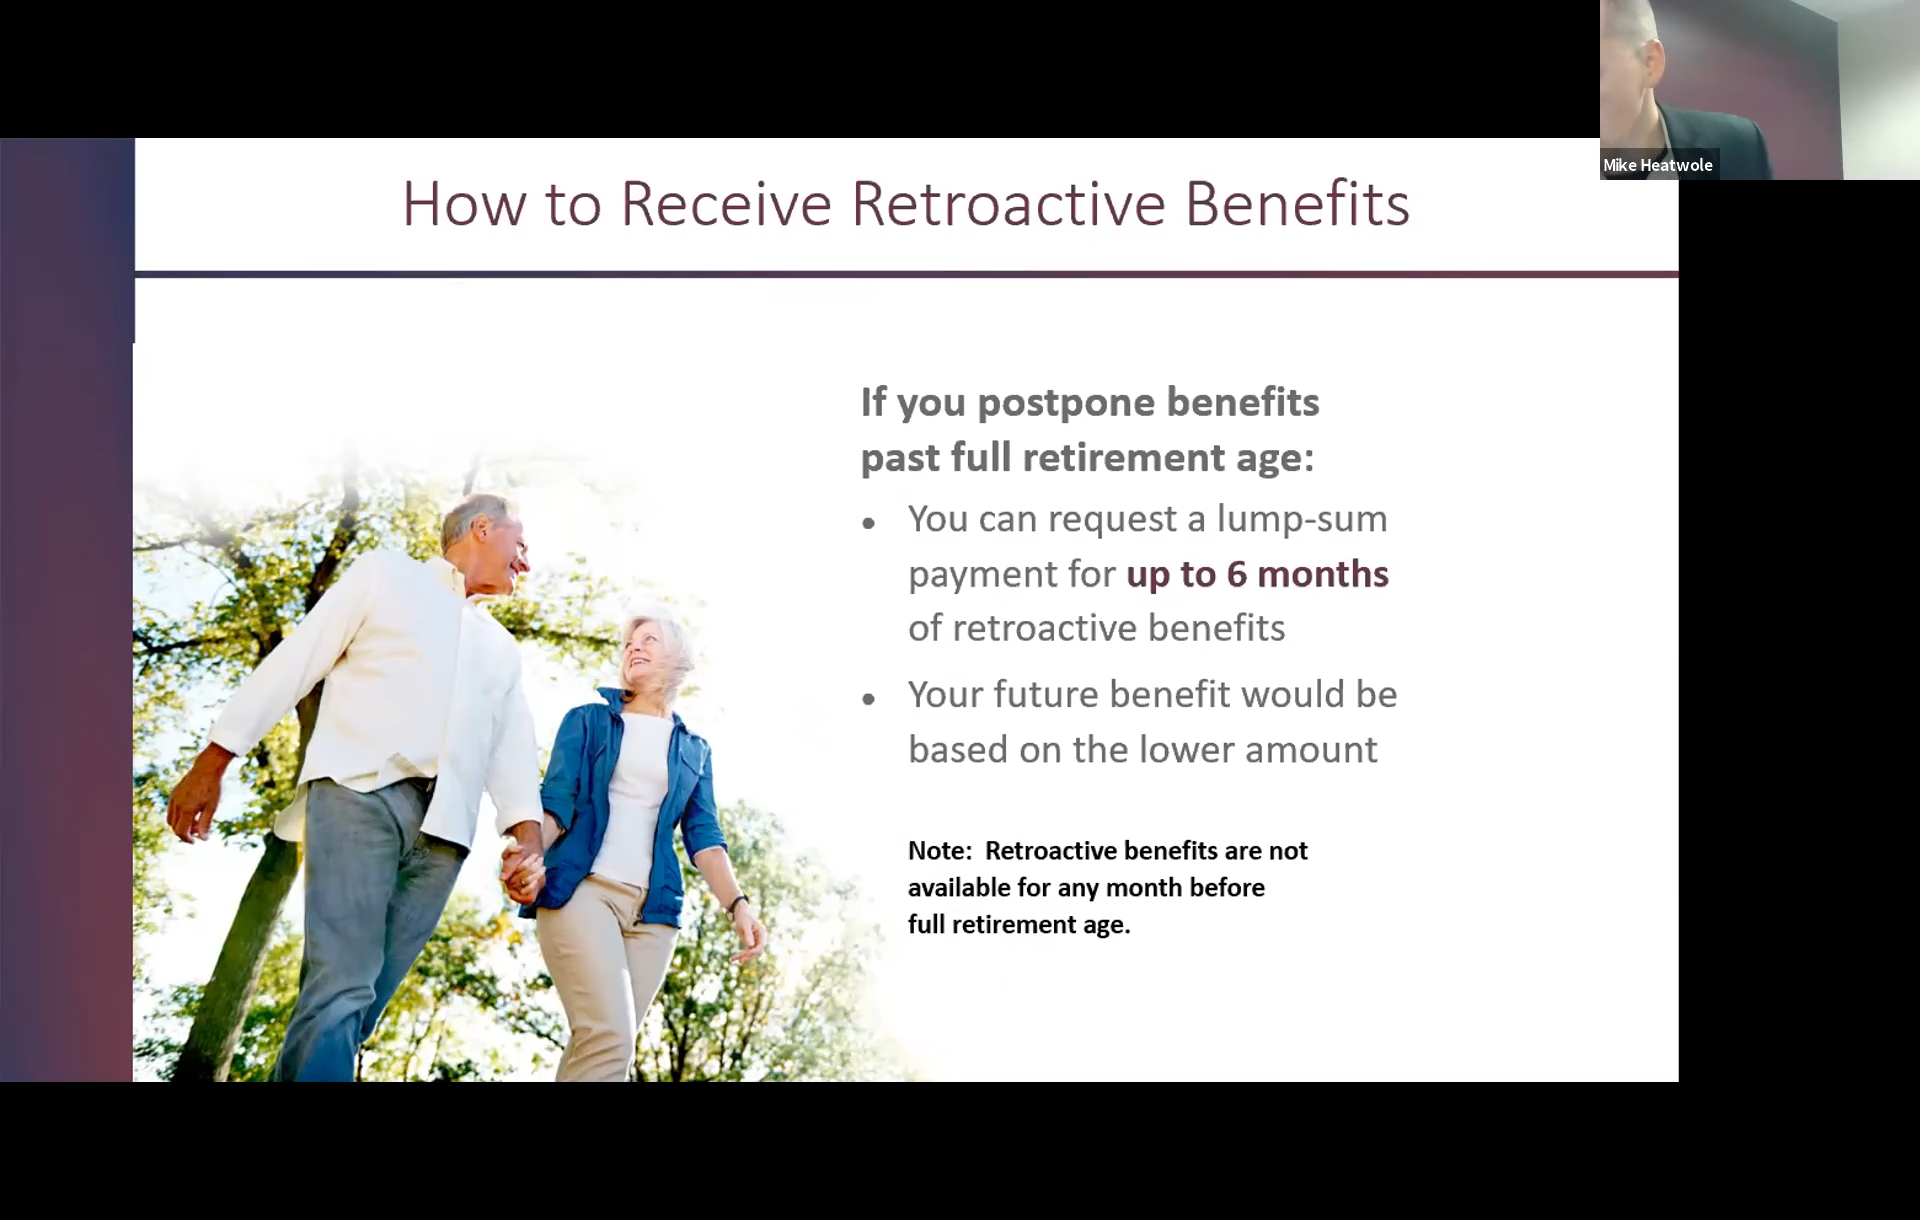 Mike Heatwole
How to Receive Retroactive Benefits
If you postpone benefits
past full retirement age:
• You can request a lump-sum
payment for up to 6 months
of retroactive benefits
• Your future benefit would be
based on the lower amount
Note:  Retroactive benefits are not
available for any month before
full retirement age.